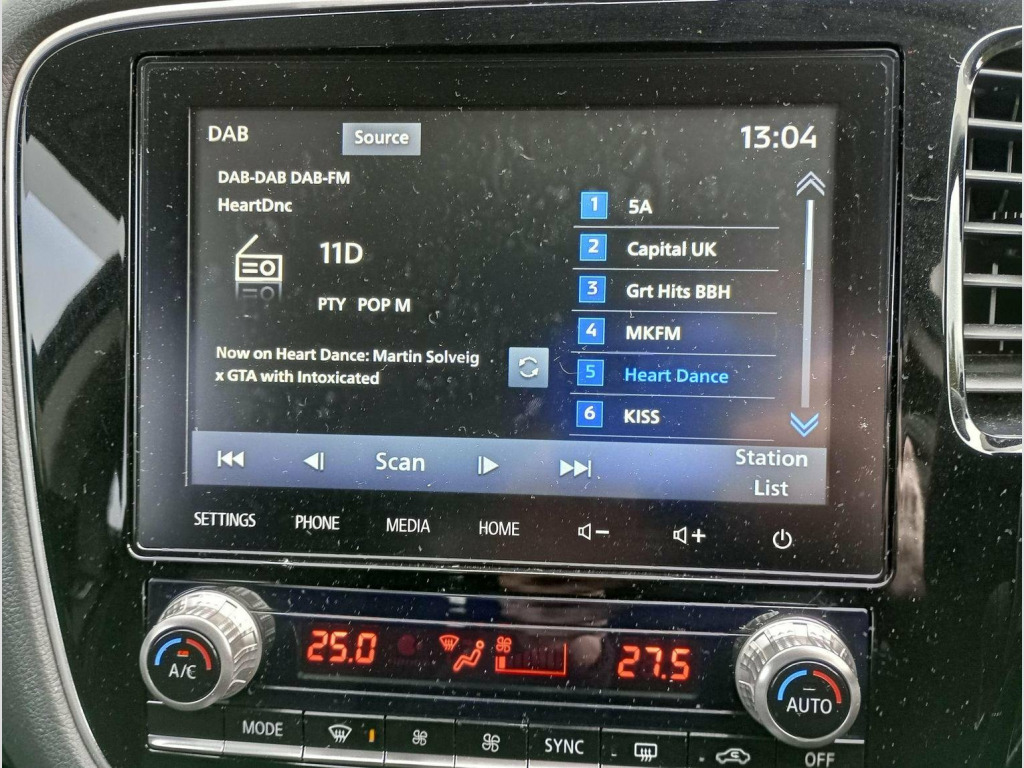 DAB
Source
13:04
DAB-DAB DAB-FM
HeartDnc
11D
PTY POP M
Now on Heart Dance: Martin Solveig
x GTA with Intoxicated
1 5A
2 Capital UK
3 Grt Hits BBH
4 MKFM
5 Heart Dance
6 KISS
Scan
Station
List
SETTINGS PHONE MEDIA HOME
25.0
27.5
A/C
AUTO
MODE
SYNC
OFF